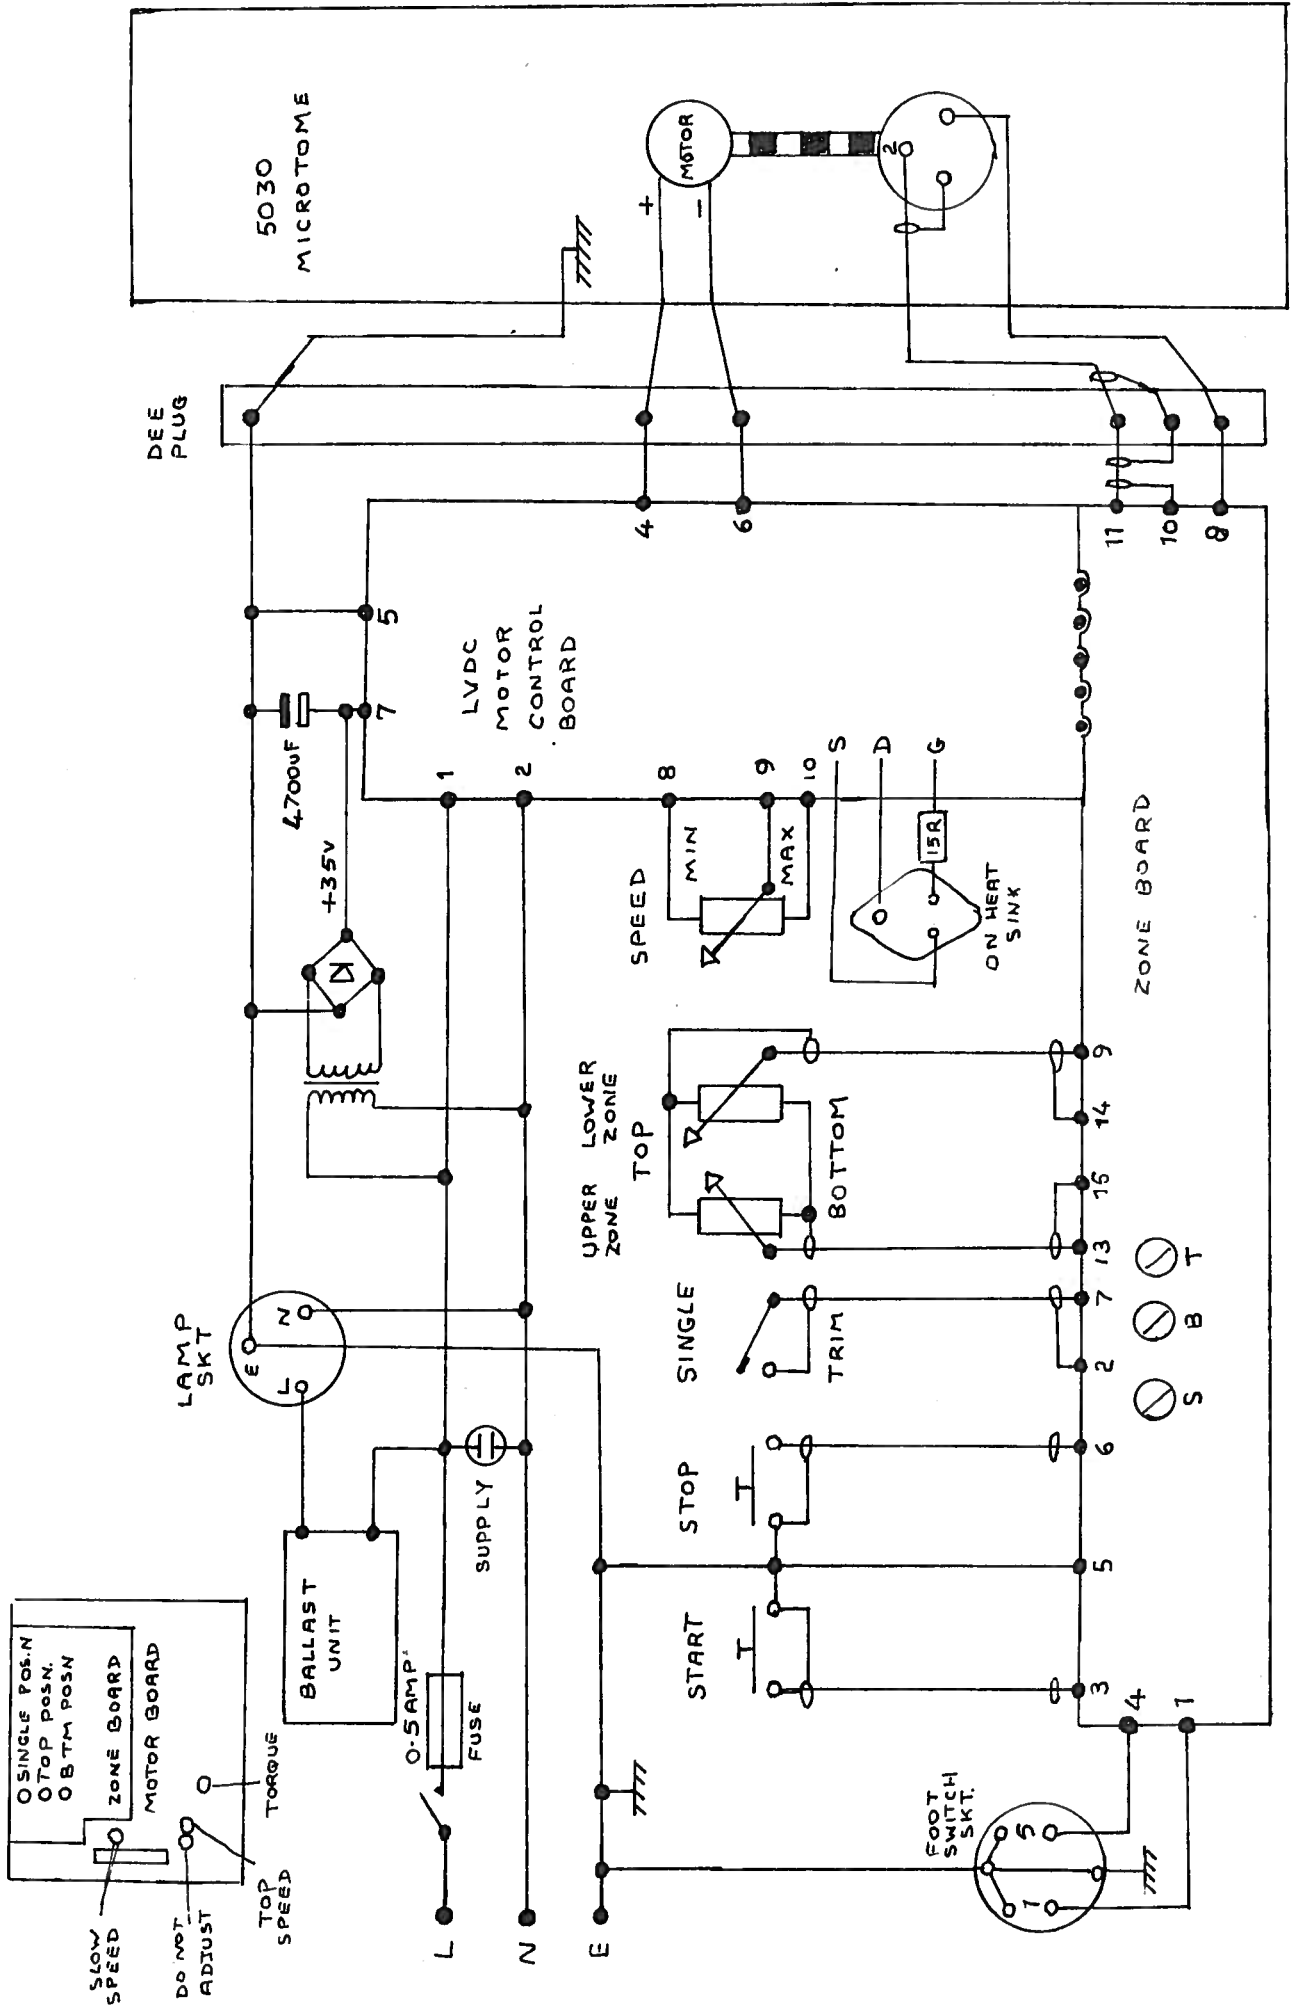 SLOW
SPEED
DO NOT
ADJUST
TOP
SPEED
TORQUE
O SINGLE POS.N
O TOP POSN.
O BTM POSN
ZONE BOARD
MOTOR BOARD
BALLAST
UNIT
LAMP
SKT
E
N
L
+35V
4700UF
DEE
PLUG
5030
MICROTOME
L
N
E
0·5AMP
FUSE
SUPPLY
7
5
1
2
LVDC
MOTOR
CONTROL
BOARD
4
6
+
−
MOTOR
2
START
STOP
SINGLE
TRIM
UPPER
ZONE
LOWER
ZONE
TOP
BOTTOM
SPEED
MIN
MAX
8
9
10
S
D
G
15R
ON HEAT
SINK
FOOT
SWITCH
SKT.
5
1
4
1
3
5
6
2
7
13
15
14
9
S
B
T
ZONE BOARD
11
10
8